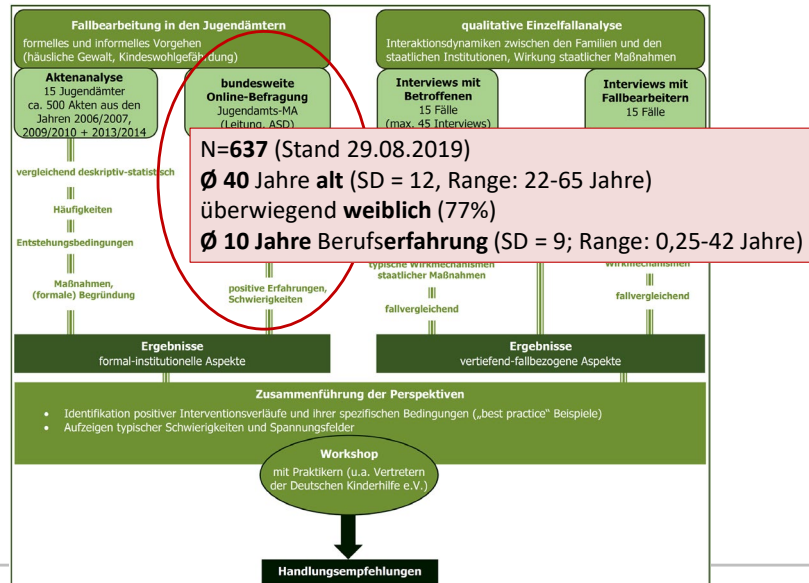 Fallbearbeitung in den Jugendämtern
formelles und informelles Vorgehen
(häusliche Gewalt, Kindeswohlgefährdung)
Aktenanalyse
15 Jugendämter
ca. 500 Akten aus den
Jahren 2006/2007,
2009/2010 + 2013/2014
vergleichend deskriptiv-statistisch
Häufigkeiten
Entstehungsbedingungen
Maßnahmen,
(formale) Begründung
bundesweite
Online-Befragung
Jugendamts-MA
(Leitung, ASD)
positive Erfahrungen,
Schwierigkeiten
qualitative Einzelfallanalyse
Interaktionsdynamiken zwischen den Familien und den
staatlichen Institutionen, Wirkung staatlicher Maßnahmen
Interviews mit
Betroffenen
15 Fälle
(max. 45 Interviews)
typische Wirkmechanismen
staatlicher Maßnahmen
fallvergleichend
Interviews mit
Fallbearbeitern
15 Fälle
Wirkmechanismen
fallvergleichend
N=637 (Stand 29.08.2019)
Ø 40 Jahre alt (SD = 12, Range: 22-65 Jahre)
überwiegend weiblich (77%)
Ø 10 Jahre Berufserfahrung (SD = 9; Range: 0,25-42 Jahre)
Ergebnisse
formal-institutionelle Aspekte
Ergebnisse
vertiefend-fallbezogene Aspekte
Zusammenführung der Perspektiven
• Identifikation positiver Interventionsverläufe und ihrer spezifischen Bedingungen („best practice" Beispiele)
• Aufzeigen typischer Schwierigkeiten und Spannungsfelder
Workshop
mit Praktikern (u.a. Vertretern
der Deutschen Kinderhilfe e.V.)
Handlungsempfehlungen